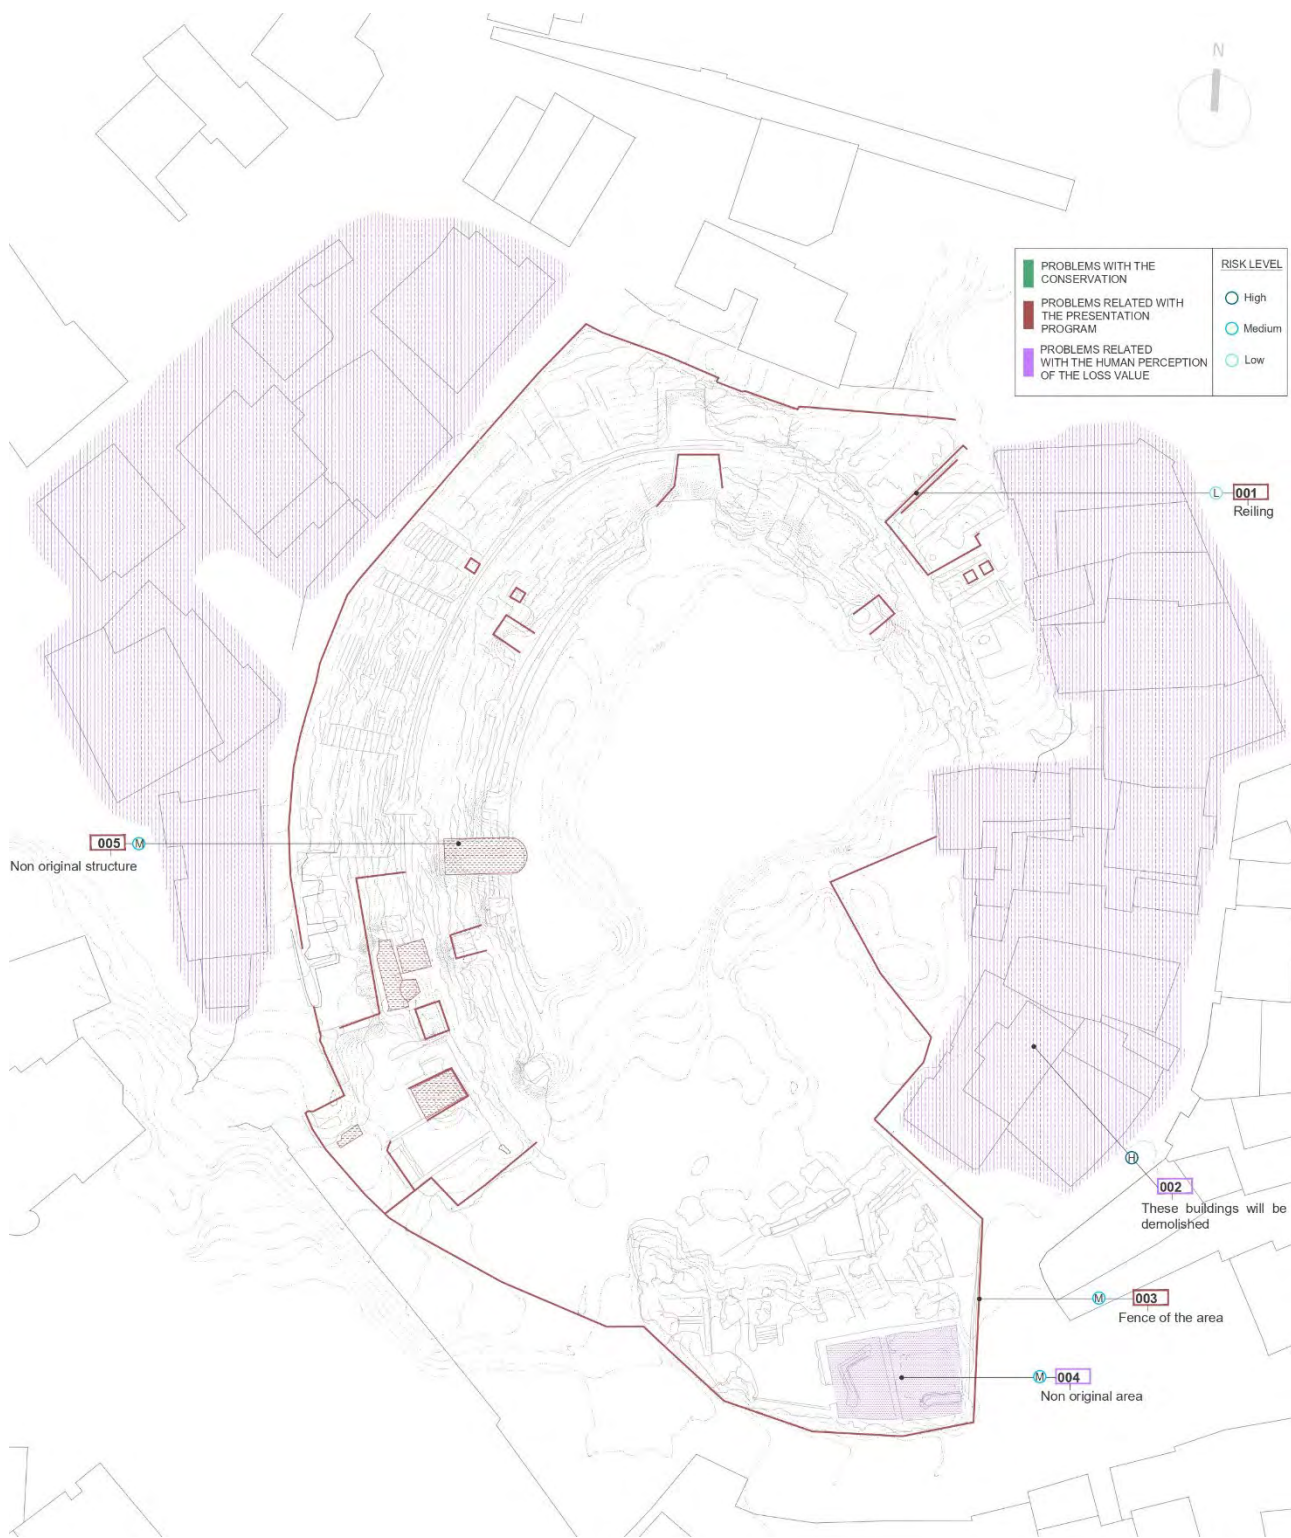 N
PROBLEMS WITH THE
CONSERVATION
PROBLEMS RELATED WITH
THE PRESENTATION
PROGRAM
PROBLEMS RELATED
WITH THE HUMAN PERCEPTION
OF THE LOSS VALUE
RISK LEVEL
High
Medium
Low
L 001
Reiling
005 M
Non original structure
H
002
These buildings will be
demolished
M 003
Fence of the area
M 004
Non original area